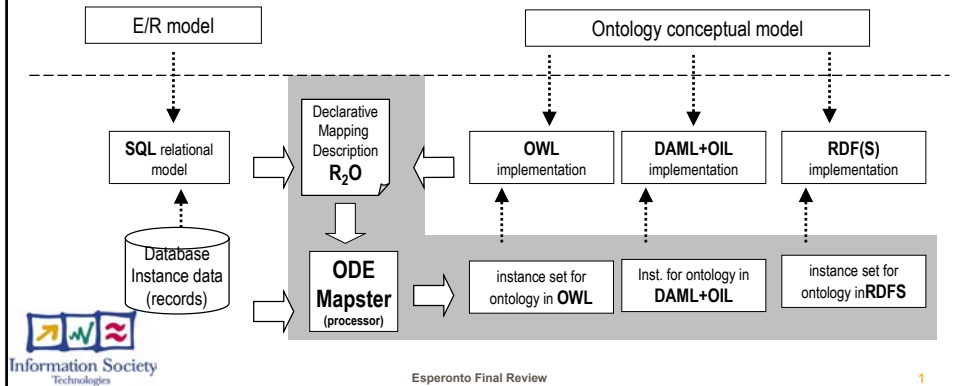 E/R model
Ontology conceptual model
Declarative
Mapping
Description
R2O
SQL relational
model
OWL
implementation
DAML+OIL
implementation
RDF(S)
implementation
Database
Instance data
(records)
ODE
Mapster
(processor)
instance set for
ontology in OWL
Inst. for ontology in
DAML+OIL
instance set for
ontology inRDFS
Information Society
Technologies
Esperonto Final Review
1